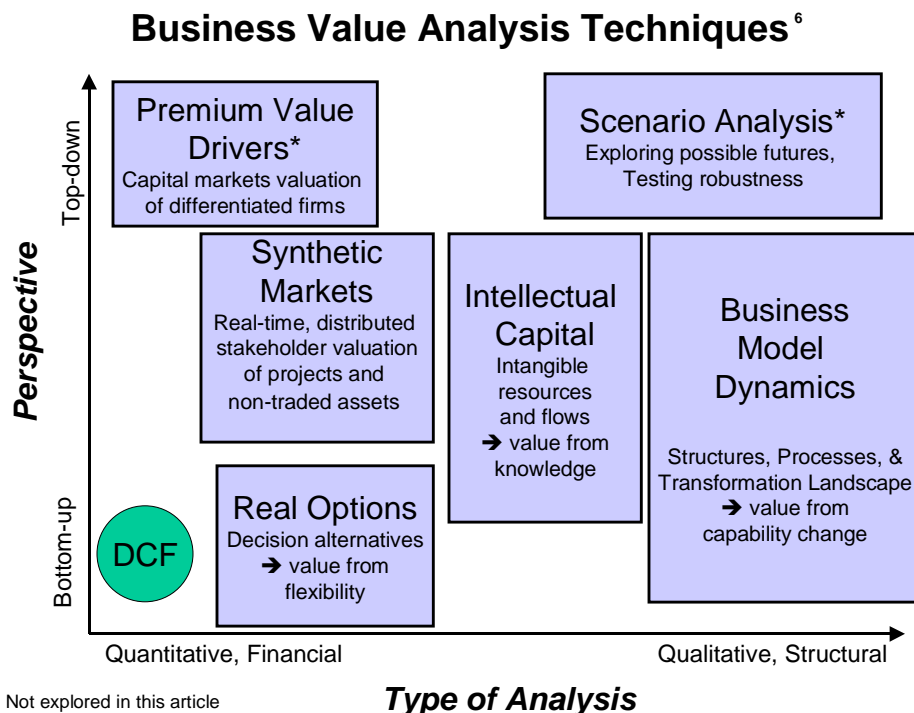 Business Value Analysis Techniques 6
Premium Value
Drivers*
Capital markets valuation
of differentiated firms
Scenario Analysis*
Exploring possible futures,
Testing robustness
Synthetic
Markets
Real-time, distributed
stakeholder valuation
of projects and
non-traded assets
Intellectual
Capital
Intangible
resources
and flows
➔ value from
knowledge
Business
Model
Dynamics
Structures, Processes, &
Transformation Landscape
➔ value from
capability change
Real Options
Decision alternatives
➔ value from
flexibility
DCF
Top-down
Perspective
Bottom-up
Quantitative, Financial
Qualitative, Structural
Not explored in this article
Type of Analysis